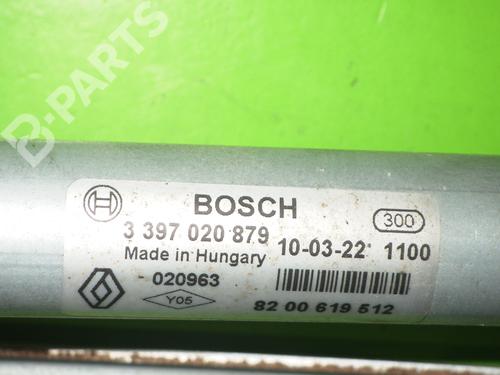 B-PARTS
BOSCH
300
3 397 020 879
10-03-22 1100
Made in Hungary
020963
Y05
82 00 619 512